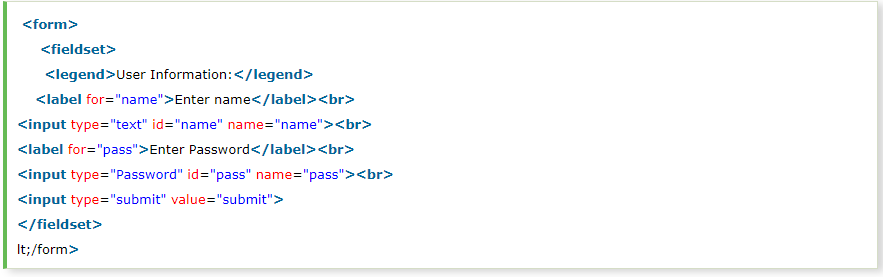 <form>
<fieldset>
<legend>User Information:</legend>
<label for="name">Enter name</label><br>
<input type="text" id="name" name="name"><br>
<label for="pass">Enter Password</label><br>
<input type="Password" id="pass" name="pass"><br>
<input type="submit" value="submit">
</fieldset>
lt;/form>